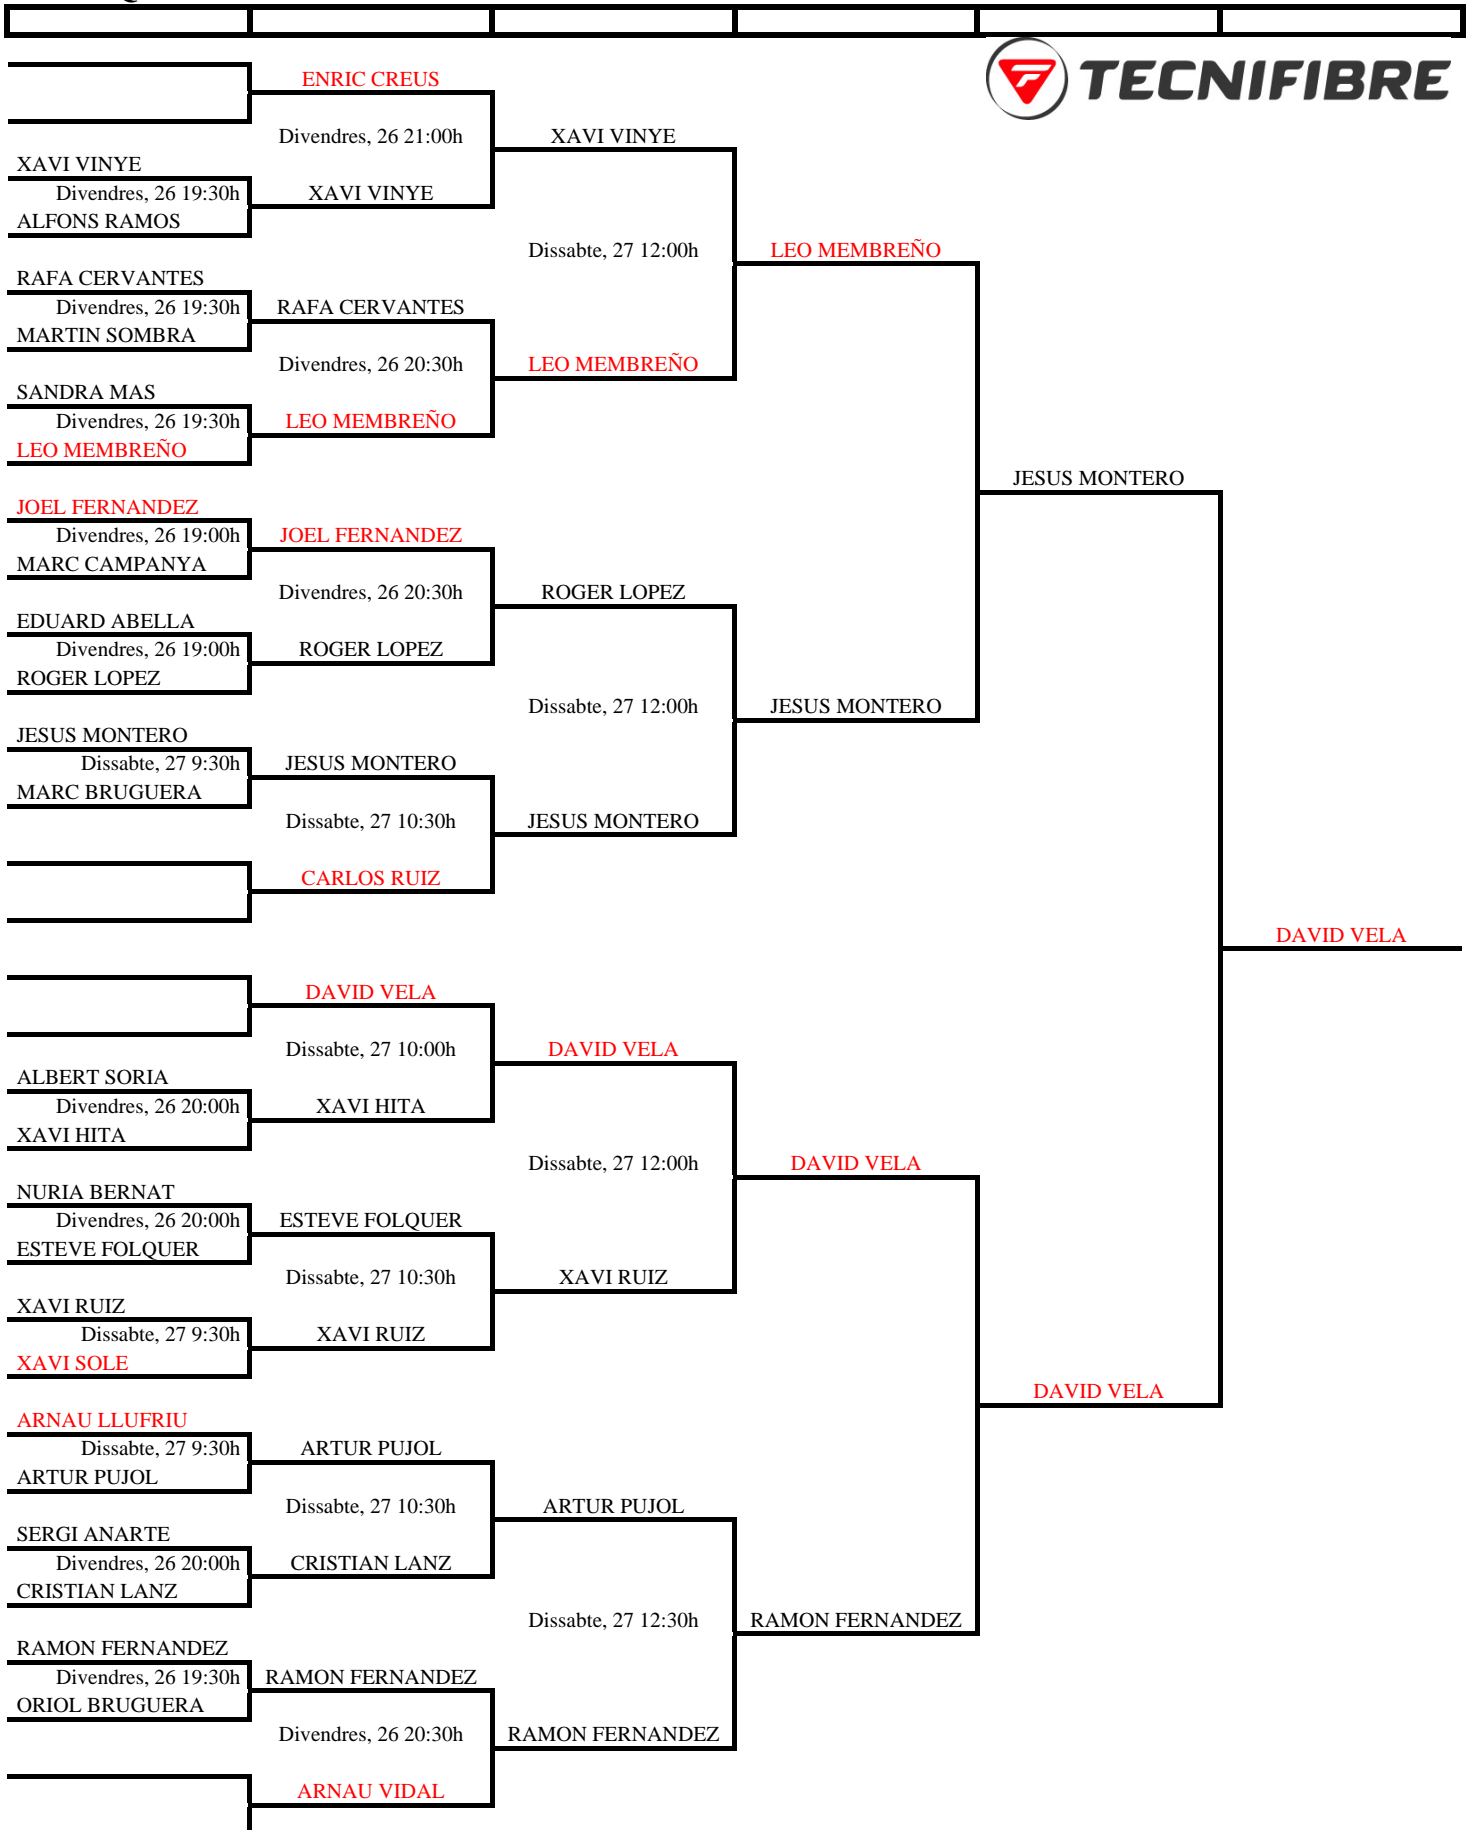 TECNIFIBRE
ENRIC CREUS
Divendres, 26 21:00h
XAVI VINYE
XAVI VINYE
Divendres, 26 19:30h
XAVI VINYE
ALFONS RAMOS
Dissabte, 27 12:00h
LEO MEMBREÑO
RAFA CERVANTES
Divendres, 26 19:30h
RAFA CERVANTES
MARTIN SOMBRA
Divendres, 26 20:30h
LEO MEMBREÑO
SANDRA MAS
Divendres, 26 19:30h
LEO MEMBREÑO
LEO MEMBREÑO
JESUS MONTERO
JOEL FERNANDEZ
Divendres, 26 19:00h
JOEL FERNANDEZ
MARC CAMPANYA
Divendres, 26 20:30h
ROGER LOPEZ
EDUARD ABELLA
Divendres, 26 19:00h
ROGER LOPEZ
ROGER LOPEZ
Dissabte, 27 12:00h
JESUS MONTERO
JESUS MONTERO
Dissabte, 27 9:30h
JESUS MONTERO
MARC BRUGUERA
Dissabte, 27 10:30h
JESUS MONTERO
CARLOS RUIZ
DAVID VELA
DAVID VELA
Dissabte, 27 10:00h
DAVID VELA
ALBERT SORIA
Divendres, 26 20:00h
XAVI HITA
XAVI HITA
Dissabte, 27 12:00h
DAVID VELA
NURIA BERNAT
Divendres, 26 20:00h
ESTEVE FOLQUER
ESTEVE FOLQUER
Dissabte, 27 10:30h
XAVI RUIZ
XAVI RUIZ
Dissabte, 27 9:30h
XAVI RUIZ
XAVI SOLE
DAVID VELA
ARNAU LLUFRIU
Dissabte, 27 9:30h
ARTUR PUJOL
ARTUR PUJOL
Dissabte, 27 10:30h
ARTUR PUJOL
SERGI ANARTE
Divendres, 26 20:00h
CRISTIAN LANZ
CRISTIAN LANZ
Dissabte, 27 12:30h
RAMON FERNANDEZ
RAMON FERNANDEZ
Divendres, 26 19:30h
RAMON FERNANDEZ
ORIOL BRUGUERA
Divendres, 26 20:30h
RAMON FERNANDEZ
ARNAU VIDAL